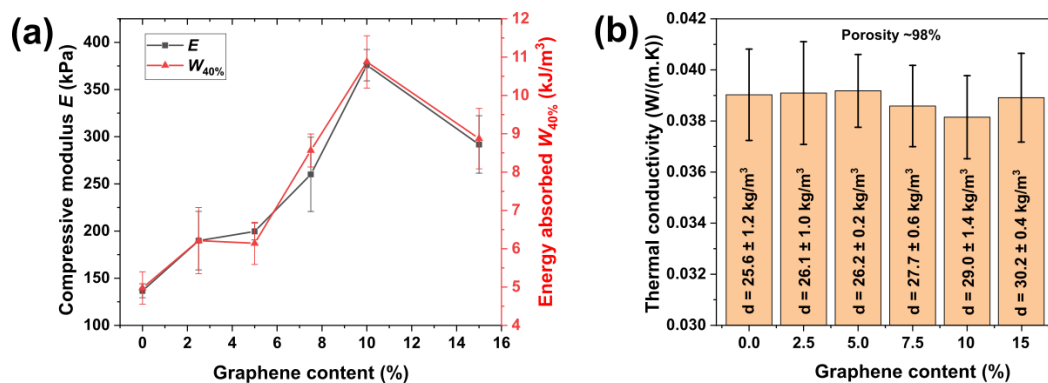 (a)
Compressive modulus E (kPa)
400
350
300
250
200
150
100
E
W40%
12
11
10
9
8
7
6
5
4
Energy absorbed W40% (kJ/m³)
0 2 4 6 8 10 12 14 16
Graphene content (%)
(b)
Thermal conductivity (W/(m.K))
0.042
0.040
0.038
0.036
0.034
0.032
0.030
Porosity ~98%
d = 25.6 ± 1.2 kg/m³
d = 26.1 ± 1.0 kg/m³
d = 26.2 ± 0.2 kg/m³
d = 27.7 ± 0.6 kg/m³
d = 29.0 ± 1.4 kg/m³
d = 30.2 ± 0.4 kg/m³
0.0 2.5 5.0 7.5 10 15
Graphene content (%)